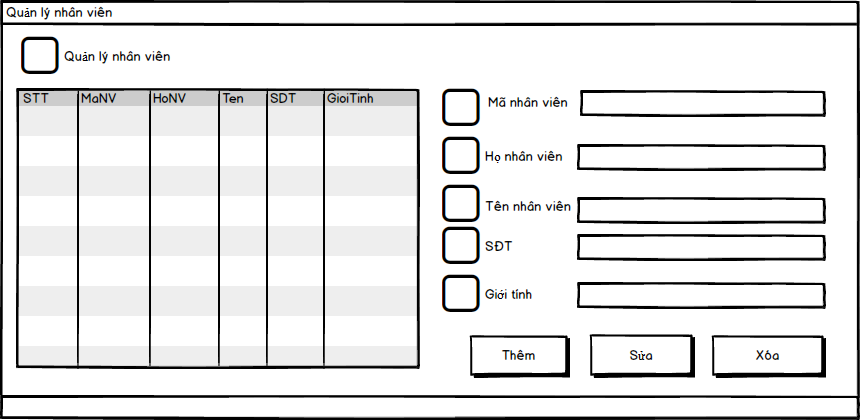 Quản lý nhân viên
Quản lý nhân viên
STT MaNV HoNV Ten SDT GioiTinh
Mã nhân viên
Họ nhân viên
Tên nhân viên
SĐT
Giới tính
Thêm Sửa Xóa